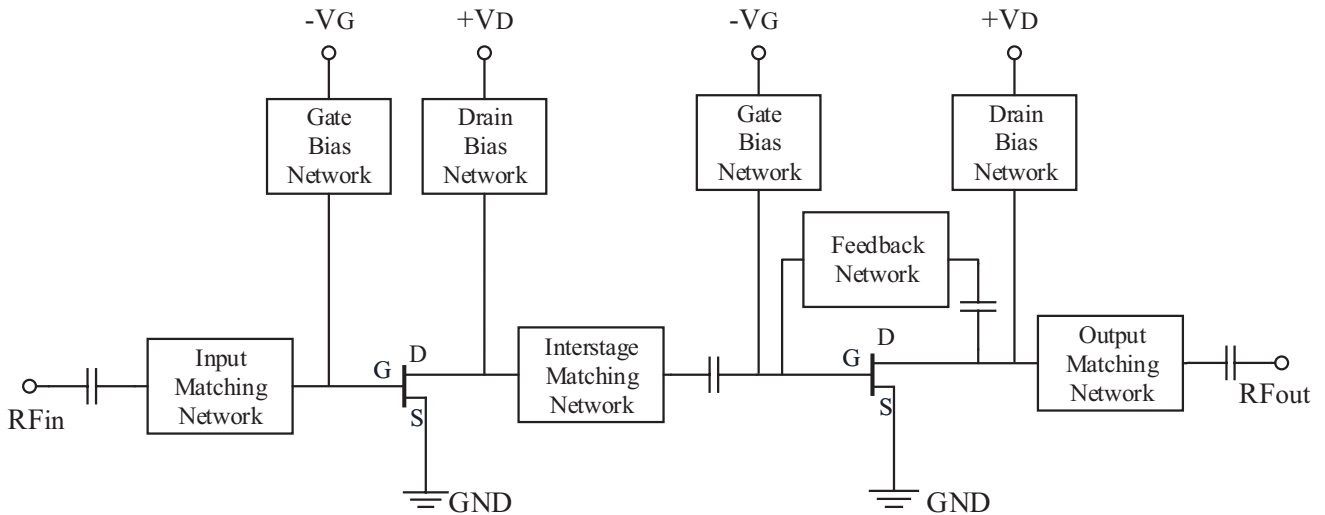 -VG
+VD
-VG
+VD
Gate
Bias
Network
Drain
Bias
Network
Gate
Bias
Network
Drain
Bias
Network
Feedback
Network
RFin
Input
Matching
Network
G
D
S
GND
Interstage
Matching
Network
G
D
S
GND
Output
Matching
Network
RFout